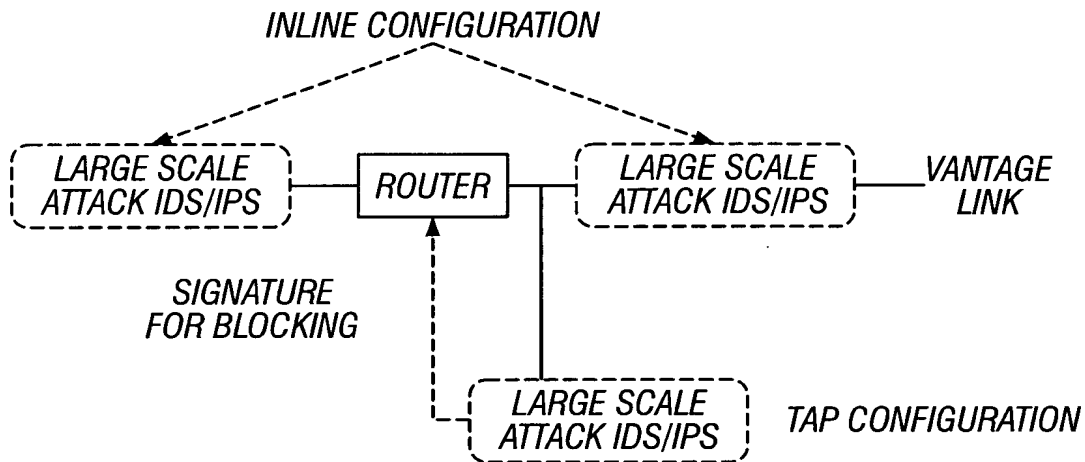 INLINE CONFIGURATION
LARGE SCALE
ATTACK IDS/IPS
ROUTER
LARGE SCALE
ATTACK IDS/IPS
VANTAGE
LINK
SIGNATURE
FOR BLOCKING
LARGE SCALE
ATTACK IDS/IPS
TAP CONFIGURATION